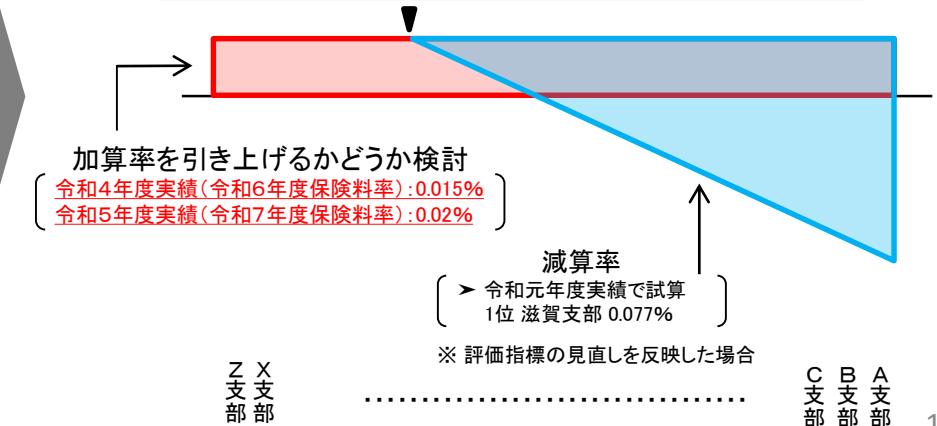 加算率を引き上げるかどうか検討
令和4年度実績(令和6年度保険料率):0.015%
令和5年度実績(令和7年度保険料率):0.02%
減算率
➤ 令和元年度実績で試算
1位 滋賀支部 0.077%
※ 評価指標の見直しを反映した場合
Z支部
X支部
‥‥‥‥‥‥‥‥‥‥‥‥‥‥‥‥
C支部
B支部
A支部
1